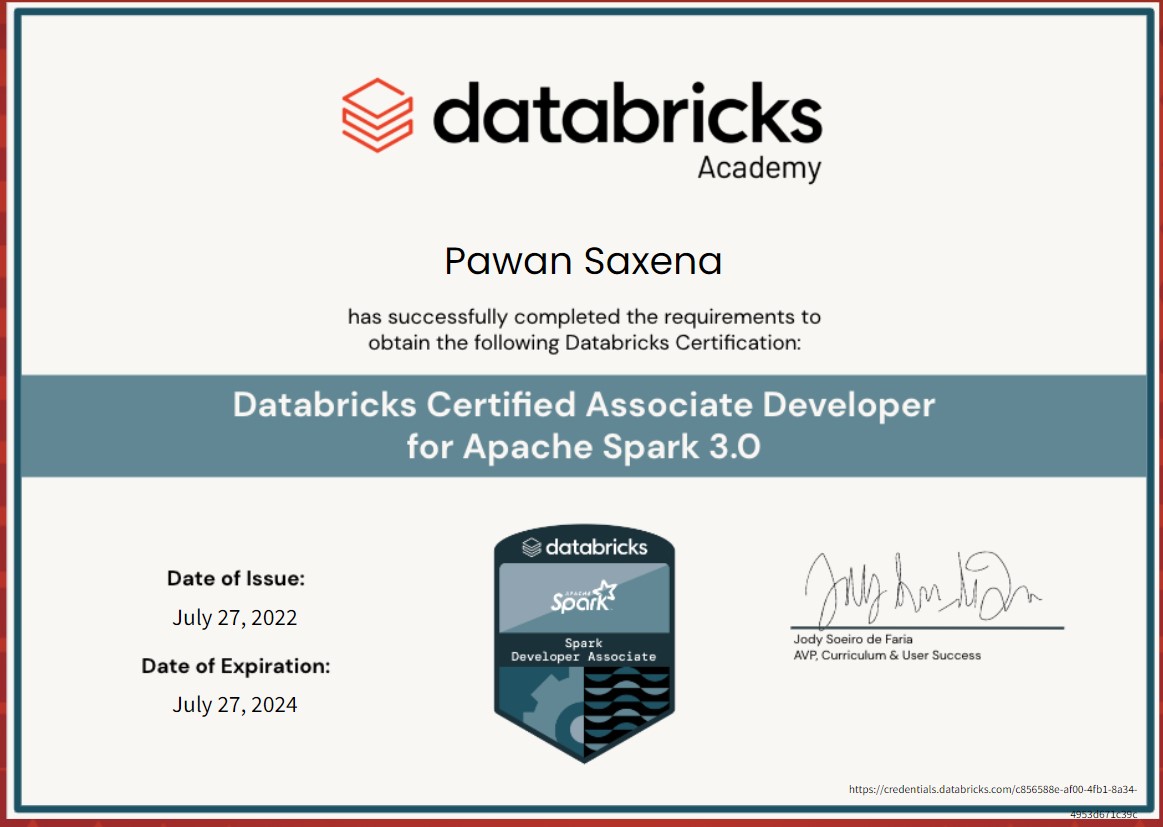 databricks
Academy
Pawan Saxena
has successfully completed the requirements to
obtain the following Databricks Certification:
Databricks Certified Associate Developer
for Apache Spark 3.0
Date of Issue:
July 27, 2022
Date of Expiration:
July 27, 2024
databricks
APACHE
Spark
Spark
Developer Associate
Jody Soeiro de Faria
AVP, Curriculum & User Success
https://credentials.databricks.com/c856588e-af00-4fb1-8a34-
4953d671c39c